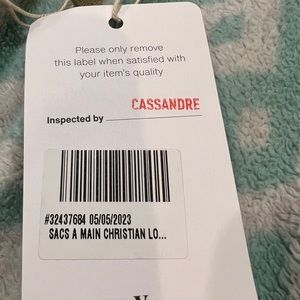 Please only remove
this label when satisfied with
your item's quality
CASSANDRE
Inspected by
#32437684 05/05/2023
SACS A MAIN CHRISTIAN LO...
V